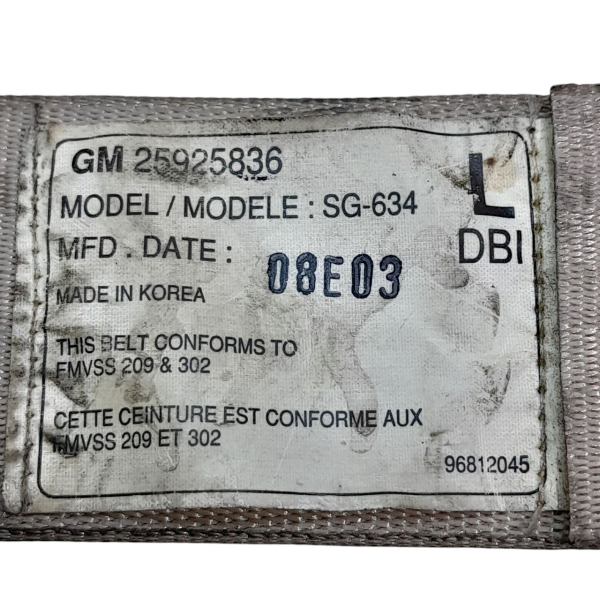 GM 25925836
L
MODEL / MODELE : SG-634
MFD . DATE : 08E03
DBI
MADE IN KOREA
THIS BELT CONFORMS TO
FMVSS 209 & 302
CETTE CEINTURE EST CONFORME AUX
FMVSS 209 ET 302
96812045